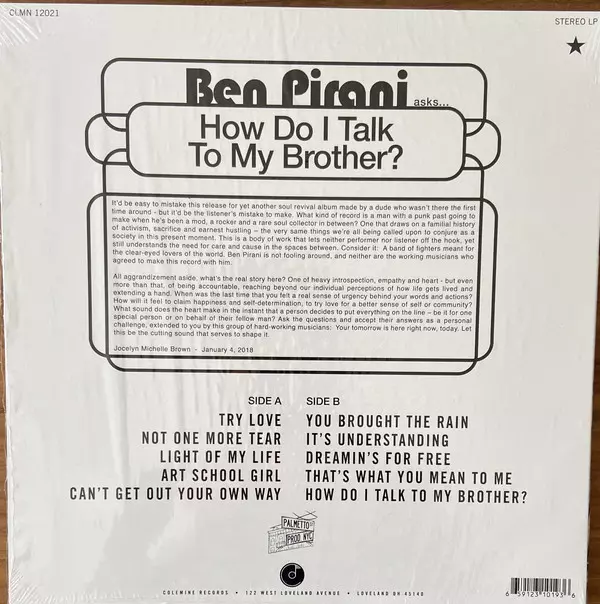 CLMN 12021
STEREO LP
Ben Pirani
asks...
How Do I Talk
To My Brother?
It'd be easy to mistake this release for yet another soul revival album made by a dude who wasn't there the first
time around - but it'd be the listener's mistake to make. What kind of record is a man with a punk past going to
make when he's been a mod, a rocker and a rare soul collector in between? One that draws on a familial history
of activism, sacrifice and earnest hustling – the very same things we're all being called upon to conjure as a
society in this present moment. This is a body of work that lets neither performer nor listener off the hook, yet
still understands the need for care and cause in the spaces between. Consider it: A band of fighters meant for
the clear-eyed lovers of the world. Ben Pirani is not fooling around, and neither are the working musicians who
agreed to make this record with him.
All aggrandizement aside, what's the real story here? One of heavy introspection, empathy and heart - but even
more than that, of being accountable, reaching beyond our individual perceptions of how life gets lived and
extending a hand. When was the last time that you felt a real sense of urgency behind your words and actions?
How will it feel to claim happiness and self-determination, to try love for a better sense of self or community?
What sound does the heart make in the instant that a person decides to put everything on the line – be it for one
special person or on behalf of their fellow man? Ask the questions and accept their answers as a personal
challenge, extended to you by this group of hard-working musicians: Your tomorrow is here right now, today. Let
this be the cutting sound that serves to shape it.
Jocelyn Michelle Brown - January 4, 2018
SIDE A
TRY LOVE
NOT ONE MORE TEAR
LIGHT OF MY LIFE
ART SCHOOL GIRL
CAN'T GET OUT YOUR OWN WAY
SIDE B
YOU BROUGHT THE RAIN
IT'S UNDERSTANDING
DREAMIN'S FOR FREE
THAT'S WHAT YOU MEAN TO ME
HOW DO I TALK TO MY BROTHER?
PALMETTO ST
PROD. NYC
COLEMINE RECORDS • 122 WEST LOVELAND AVENUE • LOVELAND OH 45140
6 59123 10193 6